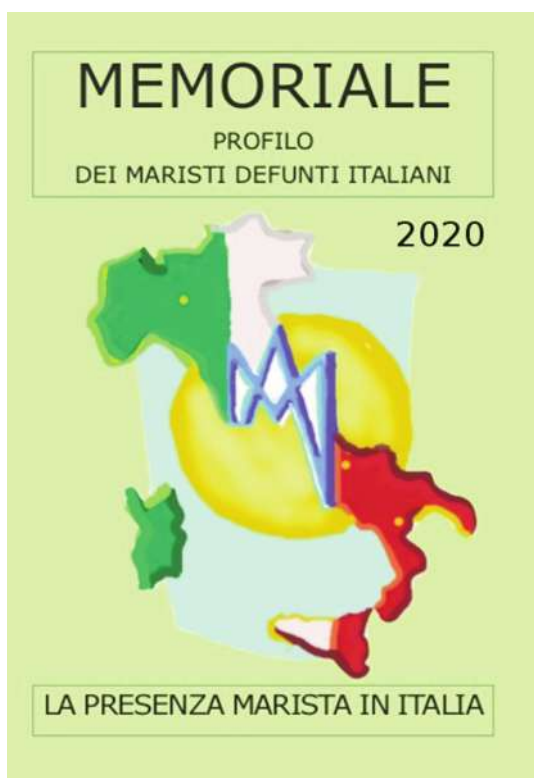 MEMORIALE
PROFILO
DEI MARISTI DEFUNTI ITALIANI
2020
LA PRESENZA MARISTA IN ITALIA